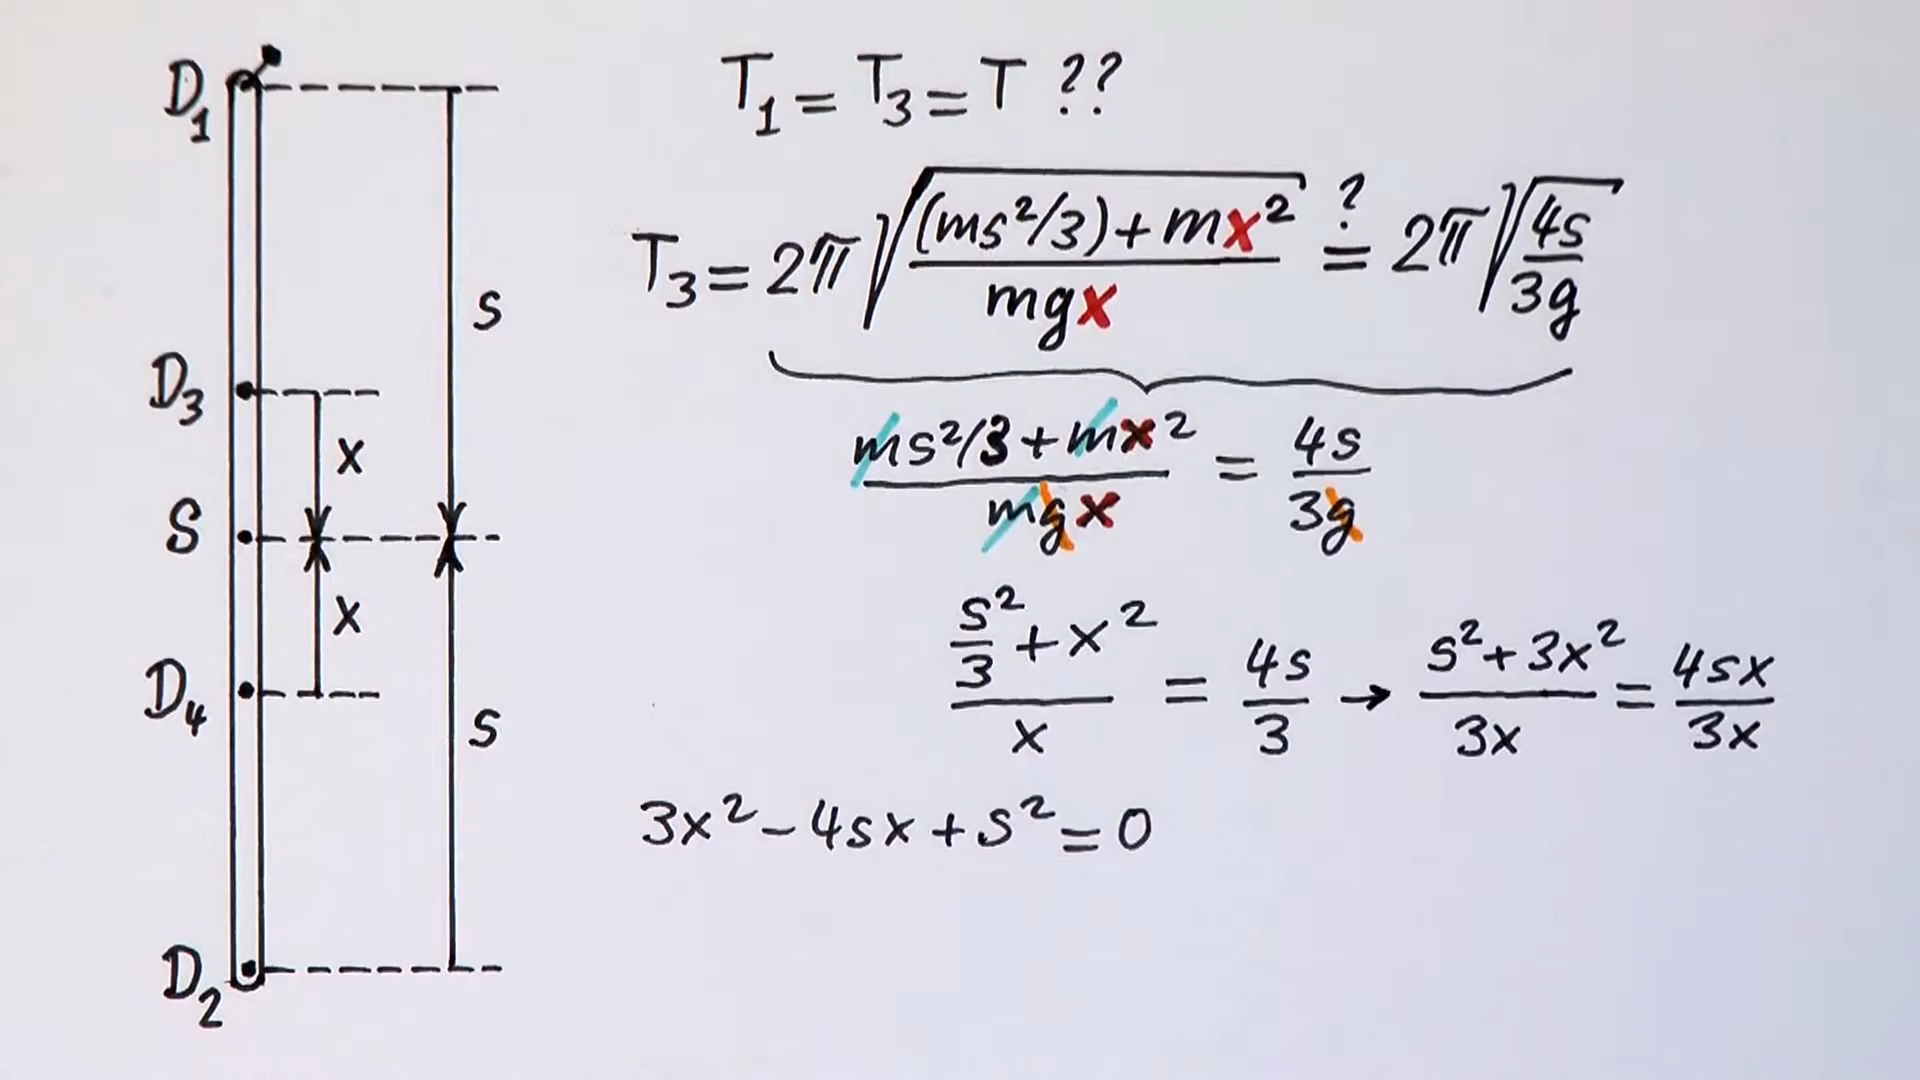 D₁
s
D₃
x
S
x
D₄
s
D₂
T₁ = T₃ = T ??
T₃ = 2π√((ms²/3) + mx² / mgx) ?= 2π√(4s / 3g)
ms²/3 + mx² / mgx = 4s / 3g
(s²/3 + x²) / x = 4s / 3 → (s² + 3x²) / 3x = 4sx / 3x
3x² - 4sx + s² = 0